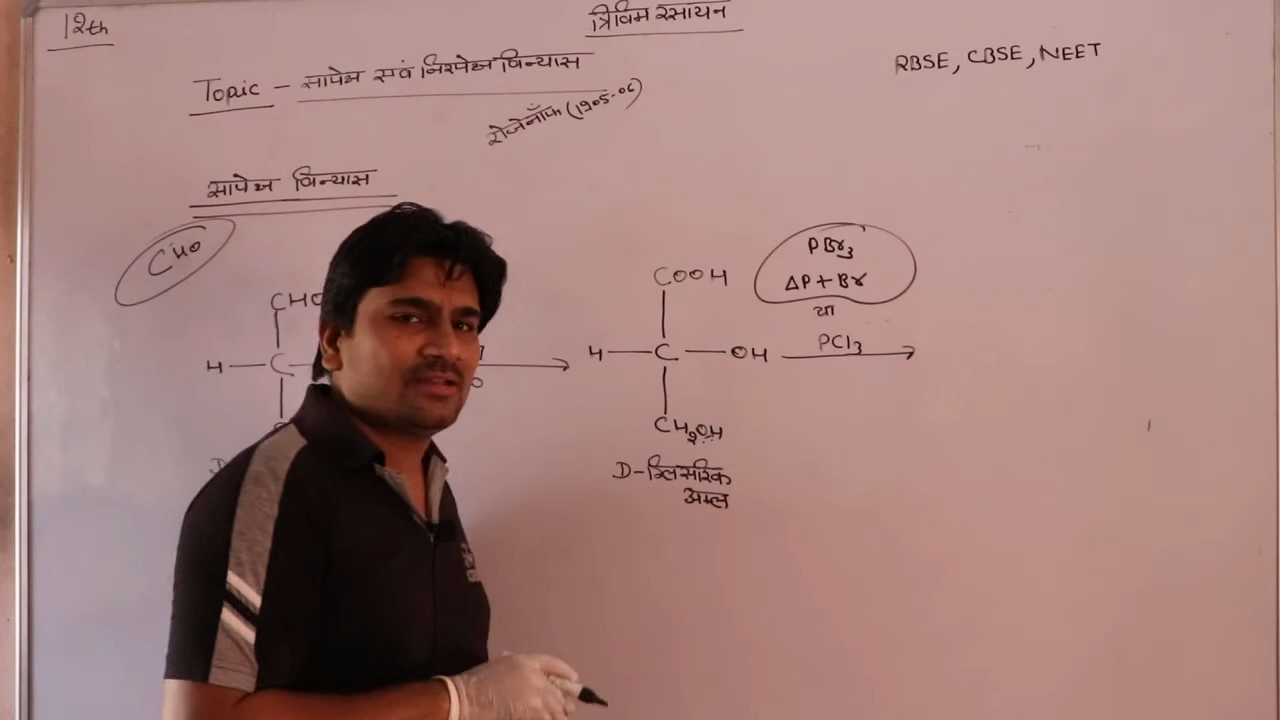 12th
त्रिविम रसायन
RBSE, CBSE, NEET
Topic - सापेक्ष एवं निरपेक्ष विन्यास
रोजेनॉफ (1905-06)
सापेक्ष विन्यास
CHO
CHO
H — C —
COOH
H — C — OH
CH2OH
D-ग्लिसरिक
अम्ल
PBr3
ΔP + Br
या
PCl3